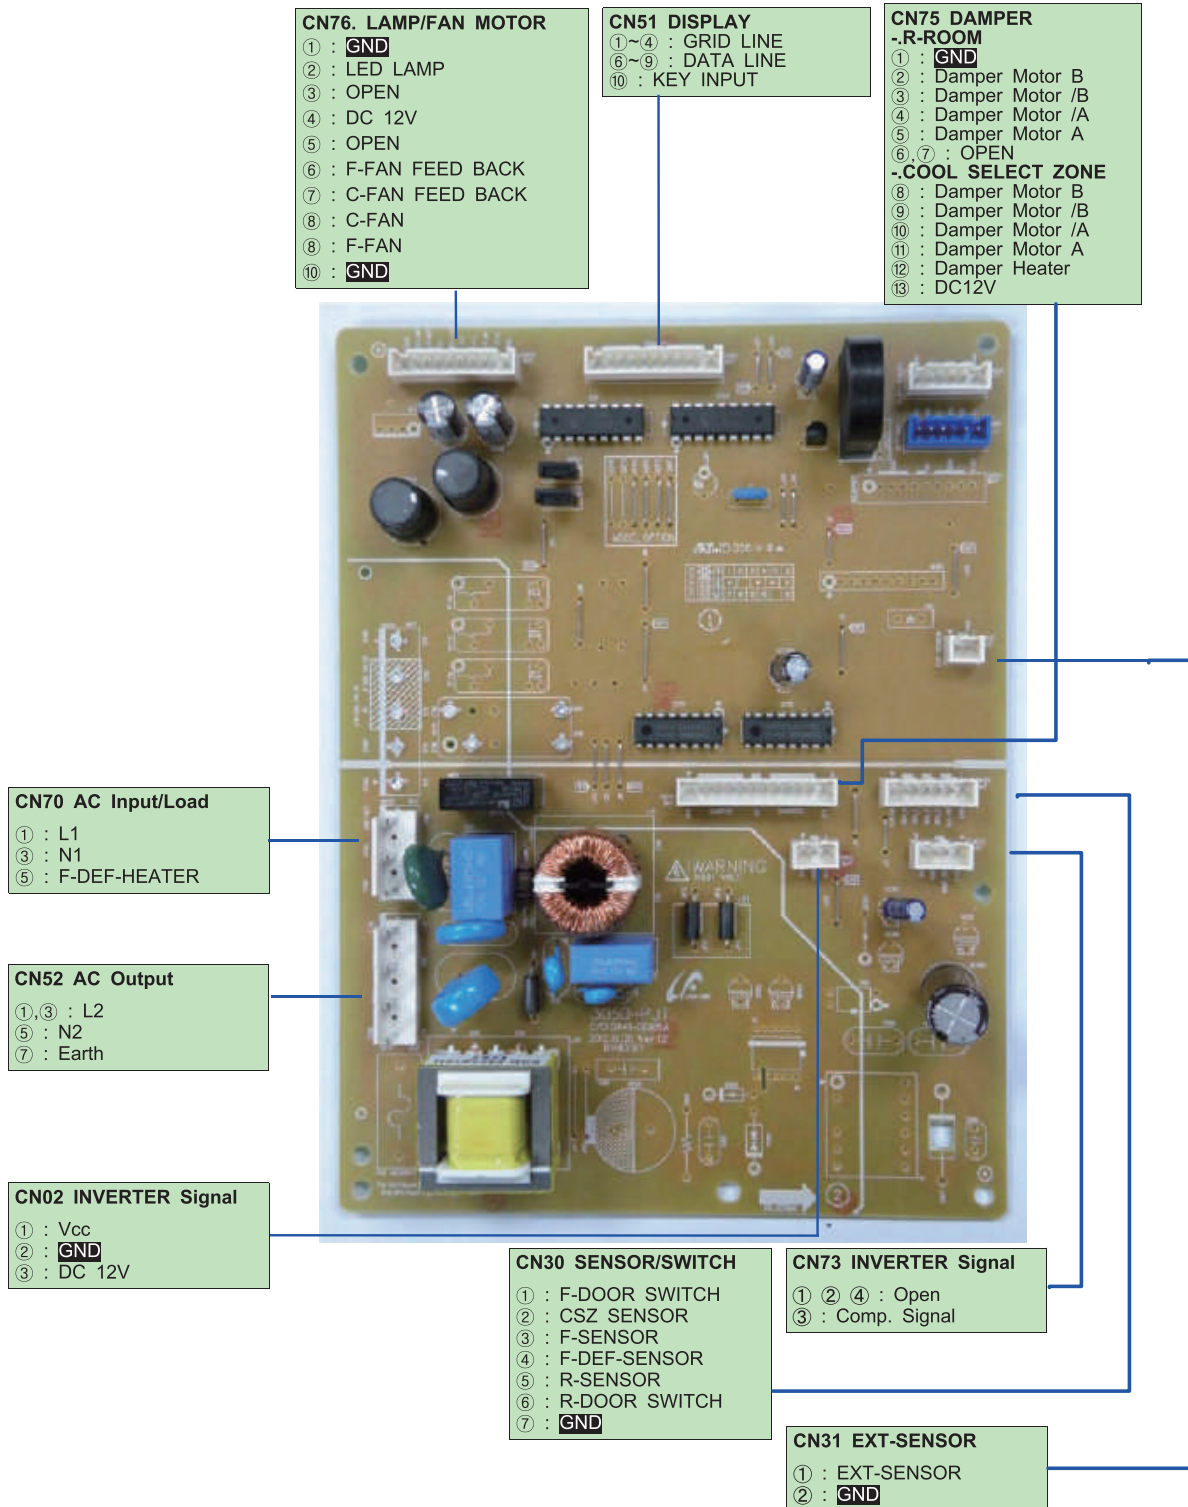 CN76. LAMP/FAN MOTOR
① : GND
② : LED LAMP
③ : OPEN
④ : DC 12V
⑤ : OPEN
⑥ : F-FAN FEED BACK
⑦ : C-FAN FEED BACK
⑧ : C-FAN
⑧ : F-FAN
⑩ : GND
CN51 DISPLAY
①~④ : GRID LINE
⑥~⑨ : DATA LINE
⑩ : KEY INPUT
CN75 DAMPER
-.R-ROOM
① : GND
② : Damper Motor B
③ : Damper Motor /B
④ : Damper Motor /A
⑤ : Damper Motor A
⑥,⑦ : OPEN
-.COOL SELECT ZONE
⑧ : Damper Motor B
⑨ : Damper Motor /B
⑩ : Damper Motor /A
⑪ : Damper Motor A
⑫ : Damper Heater
⑬ : DC12V
CN70 AC Input/Load
① : L1
③ : N1
⑤ : F-DEF-HEATER
WARNING
CN52 AC Output
①,③ : L2
⑤ : N2
⑦ : Earth
CN02 INVERTER Signal
① : Vcc
② : GND
③ : DC 12V
CN30 SENSOR/SWITCH
① : F-DOOR SWITCH
② : CSZ SENSOR
③ : F-SENSOR
④ : F-DEF-SENSOR
⑤ : R-SENSOR
⑥ : R-DOOR SWITCH
⑦ : GND
CN73 INVERTER Signal
① ② ④ : Open
③ : Comp. Signal
CN31 EXT-SENSOR
① : EXT-SENSOR
② : GND